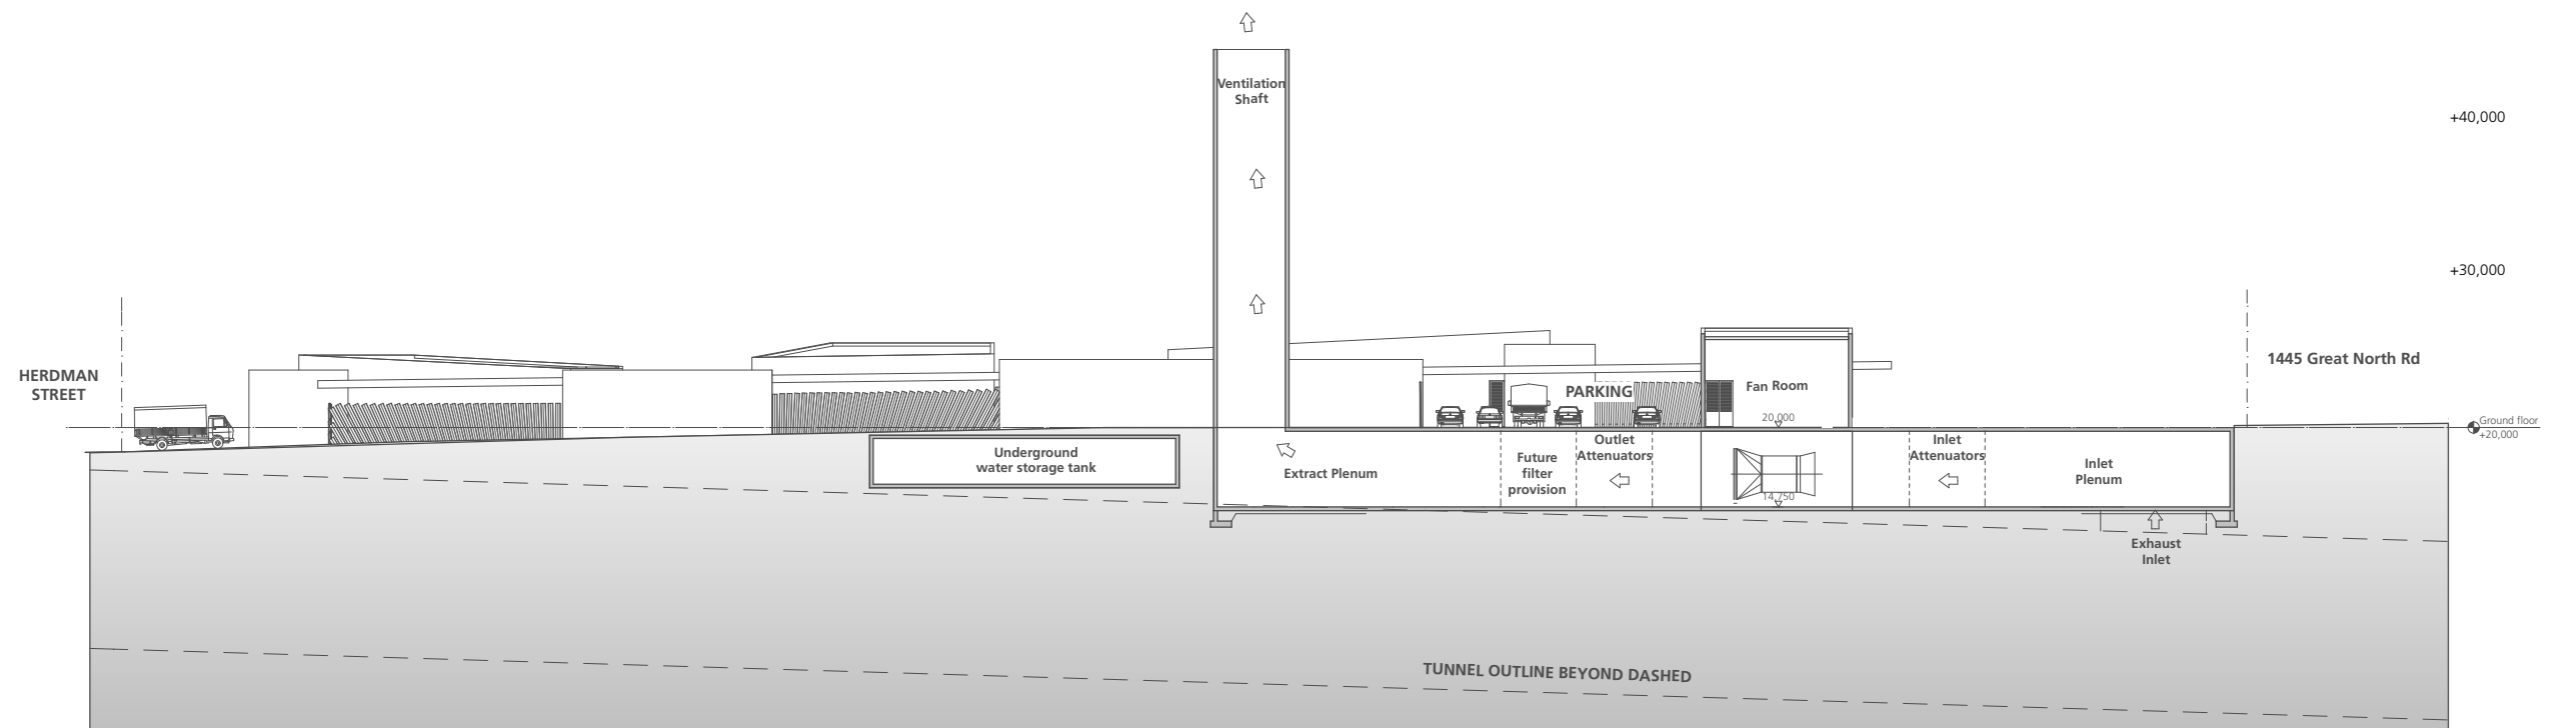 Ventilation
Shaft
+40,000
+30,000
HERDMAN
STREET
1445 Great North Rd
PARKING
Fan Room
20,000
Ground floor
+20,000
Underground
water storage tank
Extract Plenum
Future
filter
provision
Outlet
Attenuators
14,750
Inlet
Attenuators
Inlet
Plenum
Exhaust
Inlet
TUNNEL OUTLINE BEYOND DASHED